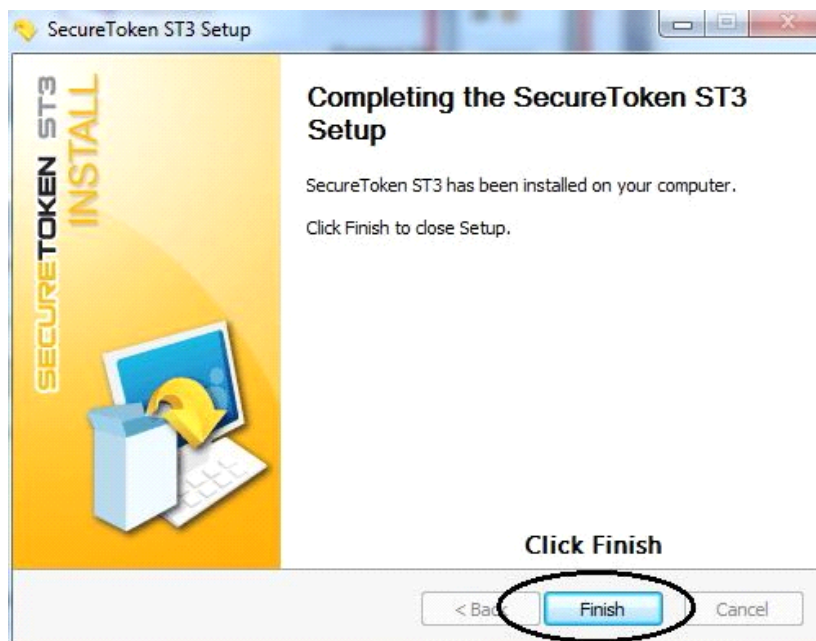 SecureToken ST3 Setup
SECURETOKEN ST3
INSTALL
Completing the SecureToken ST3
Setup
SecureToken ST3 has been installed on your computer.
Click Finish to close Setup.
Click Finish
< Back Finish Cancel